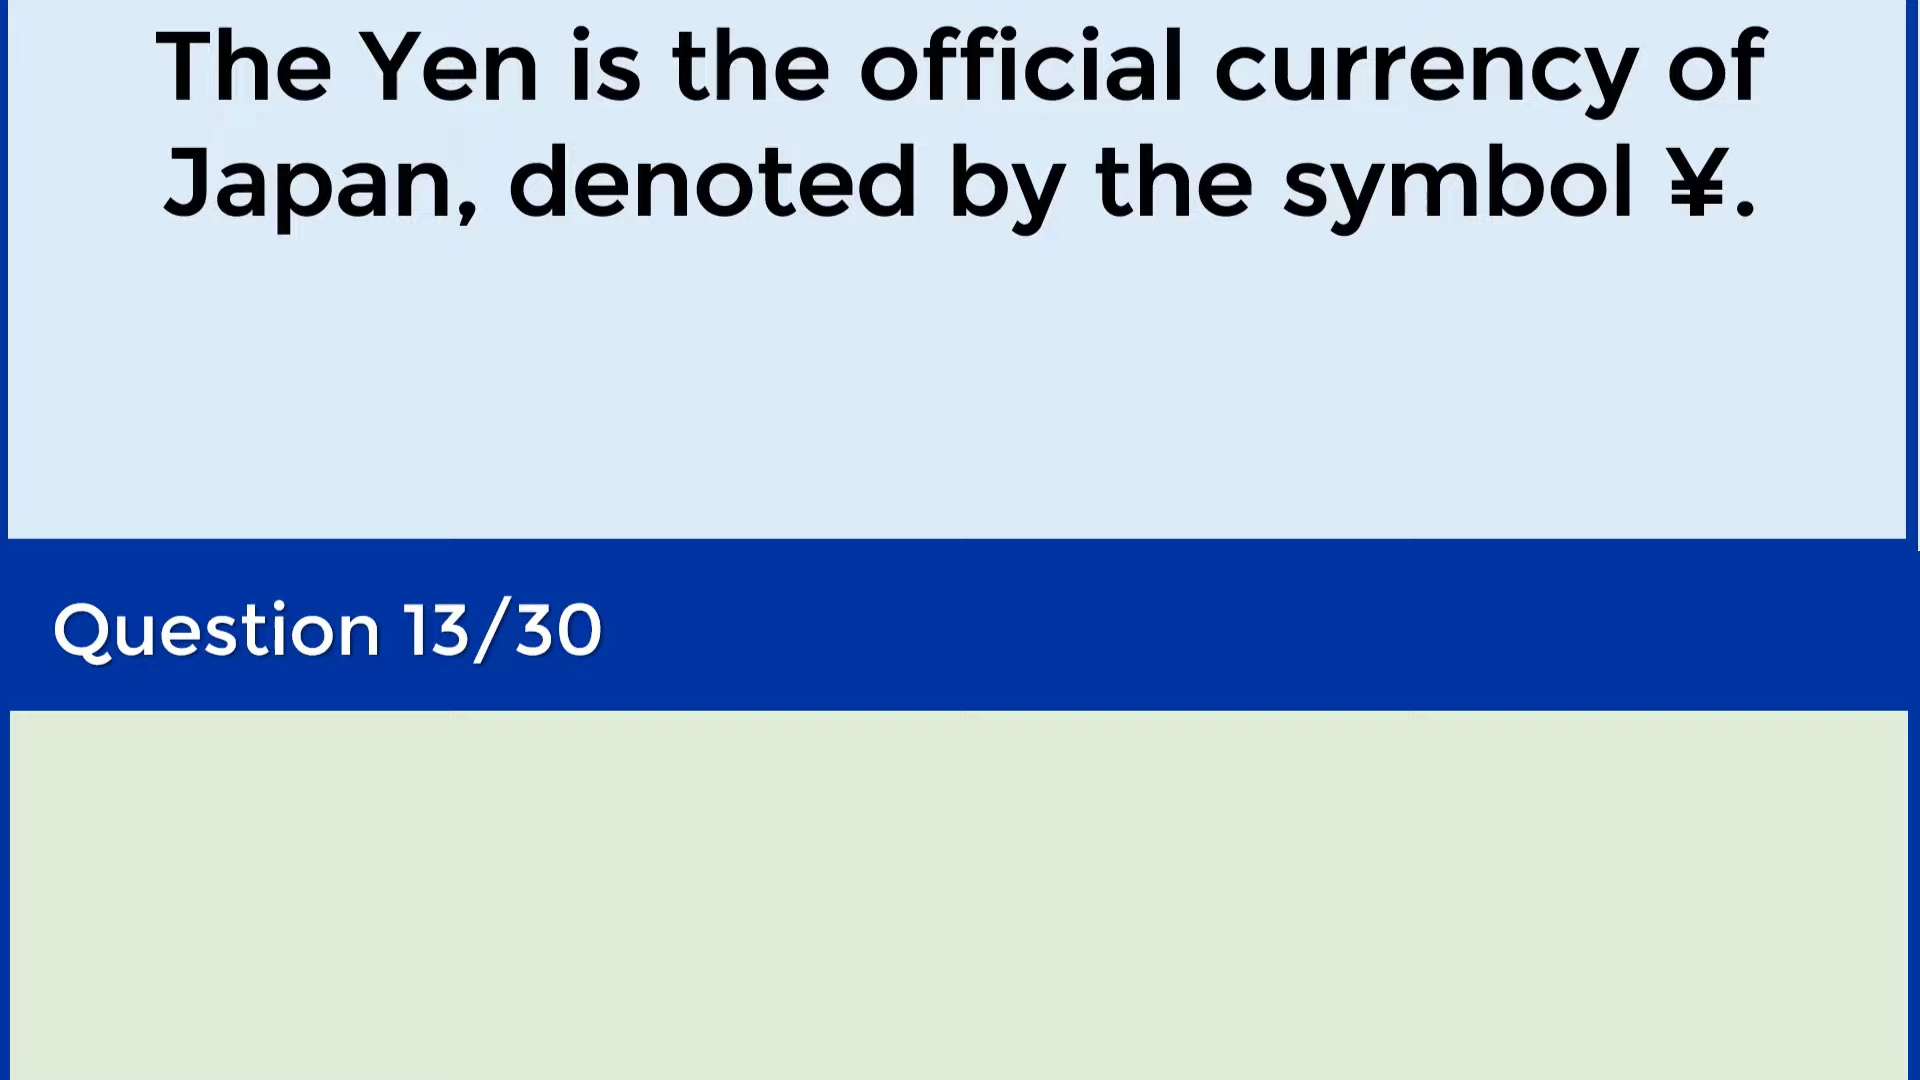 The Yen is the official currency of
Japan, denoted by the symbol ¥.
Question 13/30